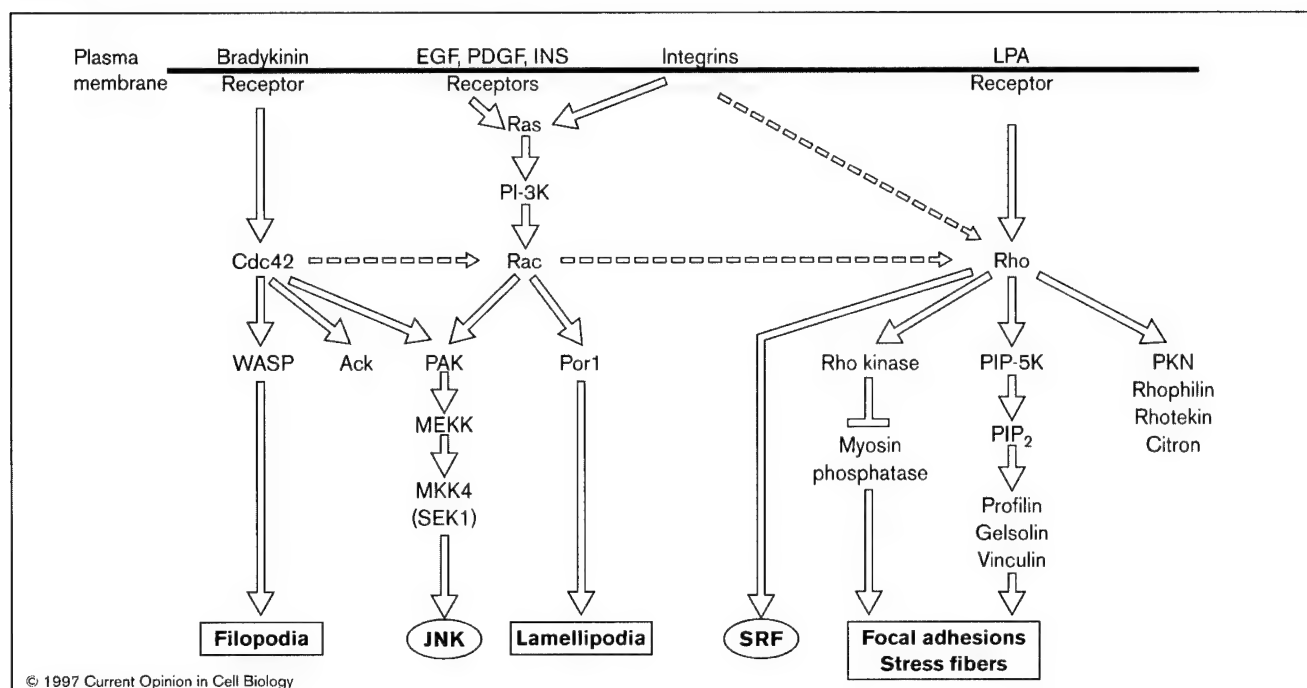 Plasma membrane
Bradykinin
Receptor
EGF, PDGF, INS
Receptors
Integrins
LPA
Receptor
Ras
PI-3K
Cdc42
Rac
Rho
WASP
Ack
PAK
Por1
Rho kinase
PIP-5K
PKN
Rhophilin
Rhotekin
Citron
MEKK
Myosin
phosphatase
PIP2
MKK4
(SEK1)
Profilin
Gelsolin
Vinculin
Filopodia
JNK
Lamellipodia
SRF
Focal adhesions
Stress fibers
© 1997 Current Opinion in Cell Biology